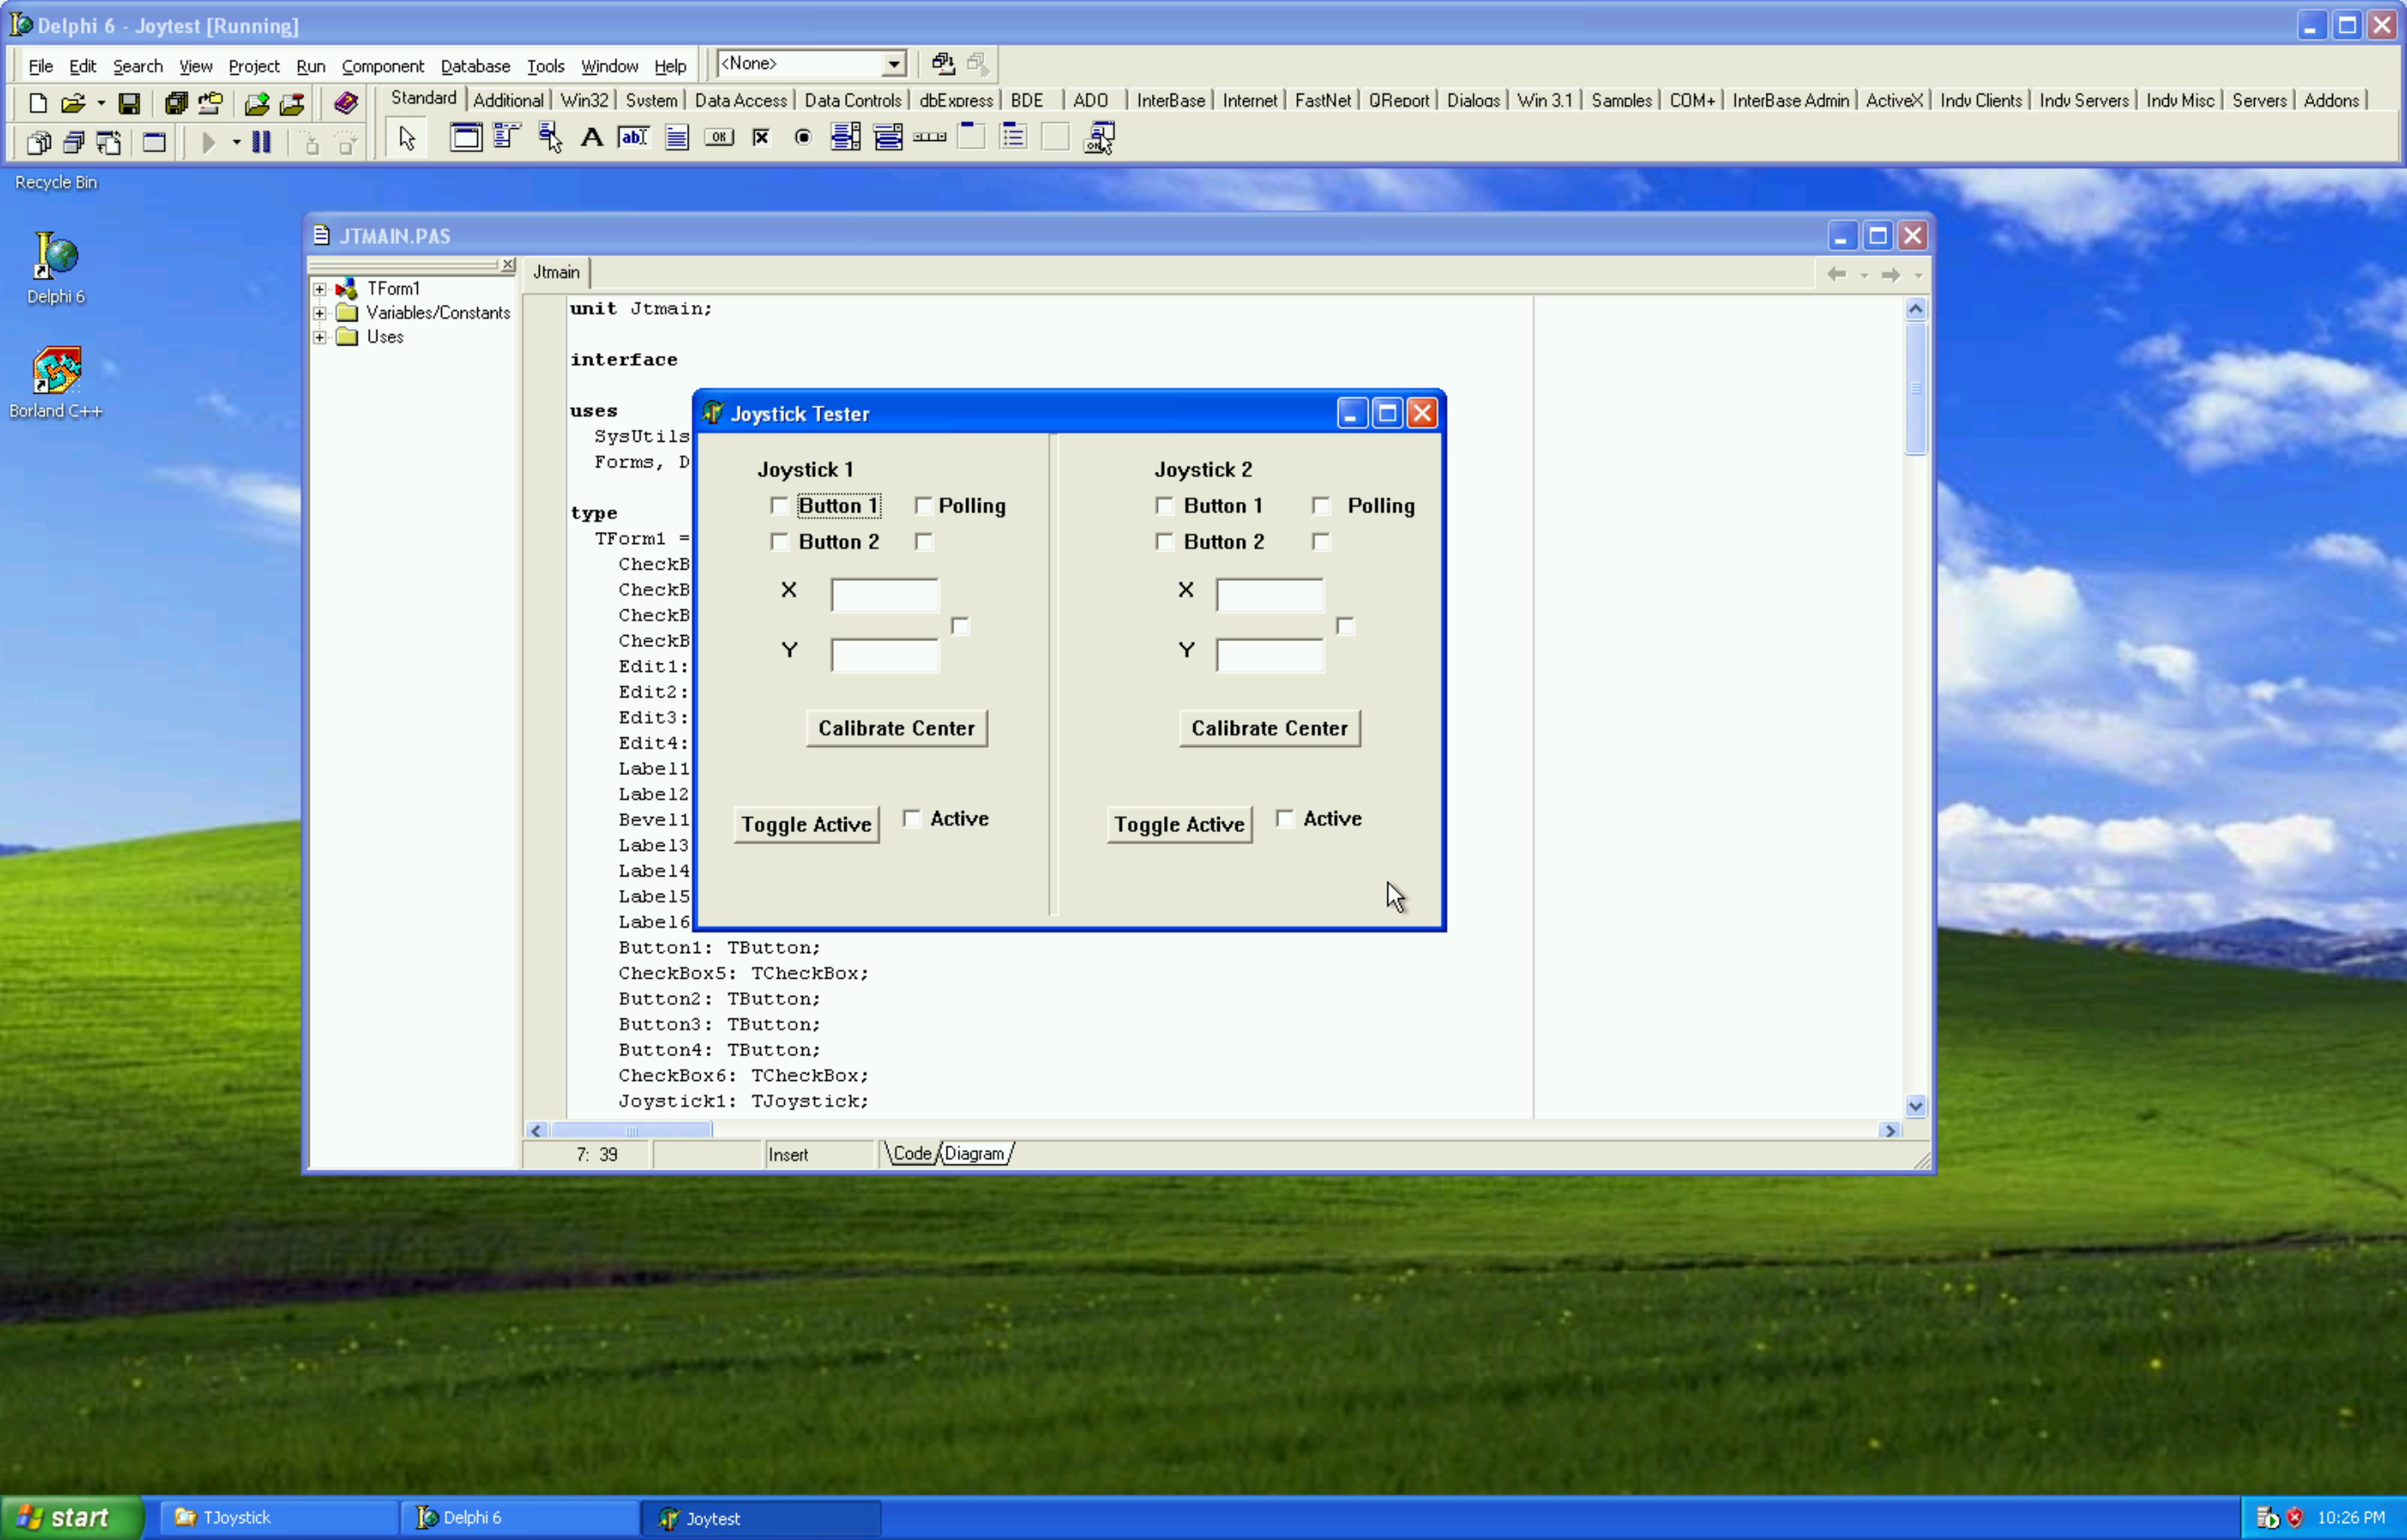 Delphi 6 - Joytest [Running]
File Edit Search View Project Run Component Database Tools Window Help <None>
Standard Additional Win32 System Data Access Data Controls dbExpress BDE ADO InterBase Internet FastNet QReport Dialogs Win 3.1 Samples COM+ InterBase Admin ActiveX Indy Clients Indy Servers Indy Misc Servers Addons
A ab OK
Recycle Bin
Delphi 6
Borland C++
JTMAIN.PAS
TForm1
Variables/Constants
Uses
Jtmain
unit Jtmain;
interface
uses
SysUtils
Forms, D
type
TForm1 =
CheckB
CheckB
CheckB
CheckB
Edit1:
Edit2:
Edit3:
Edit4:
Label1
Label2
Bevel1
Label3
Label4
Label5
Label6
Button1: TButton;
CheckBox5: TCheckBox;
Button2: TButton;
Button3: TButton;
Button4: TButton;
CheckBox6: TCheckBox;
Joystick1: TJoystick;
7: 39 Insert Code Diagram
Joystick Tester
Joystick 1
Button 1 Polling
Button 2
X
Y
Calibrate Center
Toggle Active Active
Joystick 2
Button 1 Polling
Button 2
X
Y
Calibrate Center
Toggle Active Active
start TJoystick Delphi 6 Joytest 10:26 PM